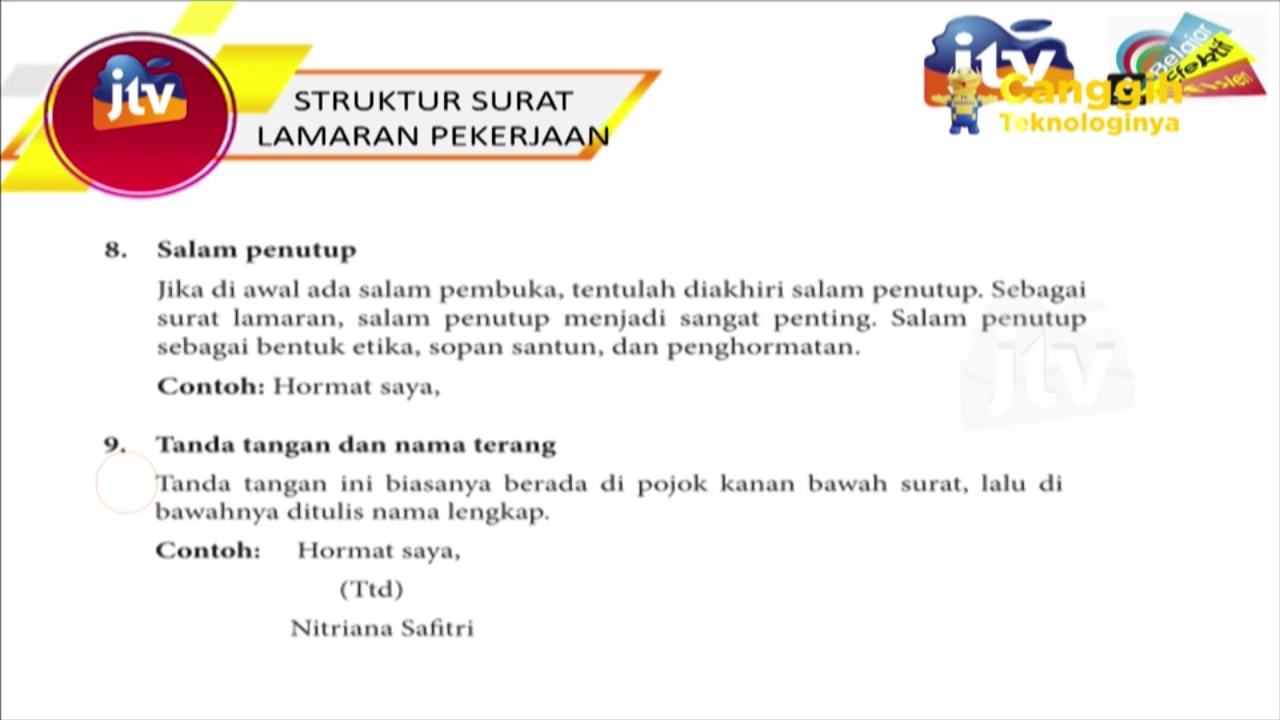 jtv
STRUKTUR SURAT
LAMARAN PEKERJAAN
jtv
Canggih
Teknologinya
Belajar
Efektif
8. Salam penutup
Jika di awal ada salam pembuka, tentulah diakhiri salam penutup. Sebagai
surat lamaran, salam penutup menjadi sangat penting. Salam penutup
sebagai bentuk etika, sopan santun, dan penghormatan.
Contoh: Hormat saya,
jtv
9. Tanda tangan dan nama terang
Tanda tangan ini biasanya berada di pojok kanan bawah surat, lalu di
bawahnya ditulis nama lengkap.
Contoh: Hormat saya,
(Ttd)
Nitriana Safitri